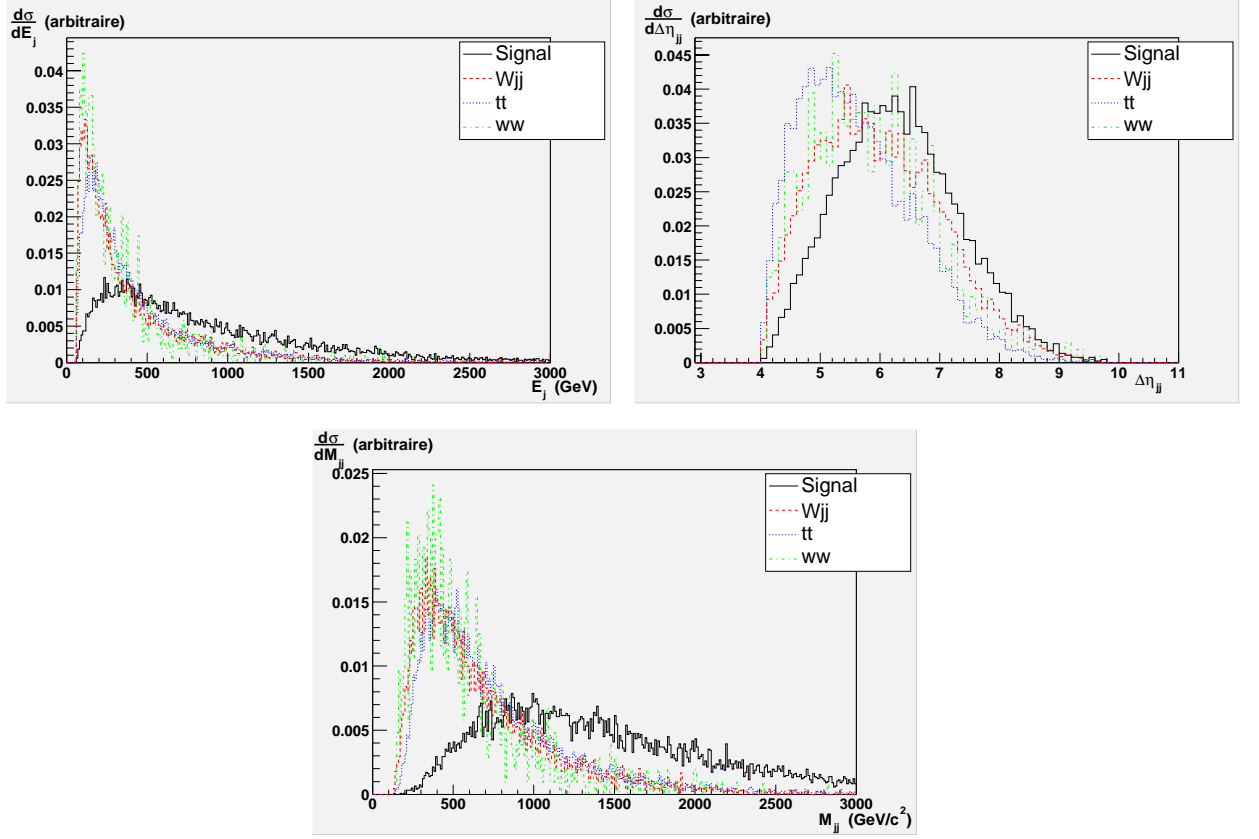 dσ/dE_j (arbitraire)
Signal
Wjj
tt
ww
0.04
0.035
0.03
0.025
0.02
0.015
0.01
0.005
0
0 500 1000 1500 2000 2500 3000
E_j (GeV)
dσ/dΔη_jj (arbitraire)
Signal
Wjj
tt
ww
0.045
0.04
0.035
0.03
0.025
0.02
0.015
0.01
0.005
0
3 4 5 6 7 8 9 10 11
Δη_jj
dσ/dM_jj (arbitraire)
Signal
Wjj
tt
ww
0.025
0.02
0.015
0.01
0.005
0
0 500 1000 1500 2000 2500 3000
M_jj (GeV/c²)